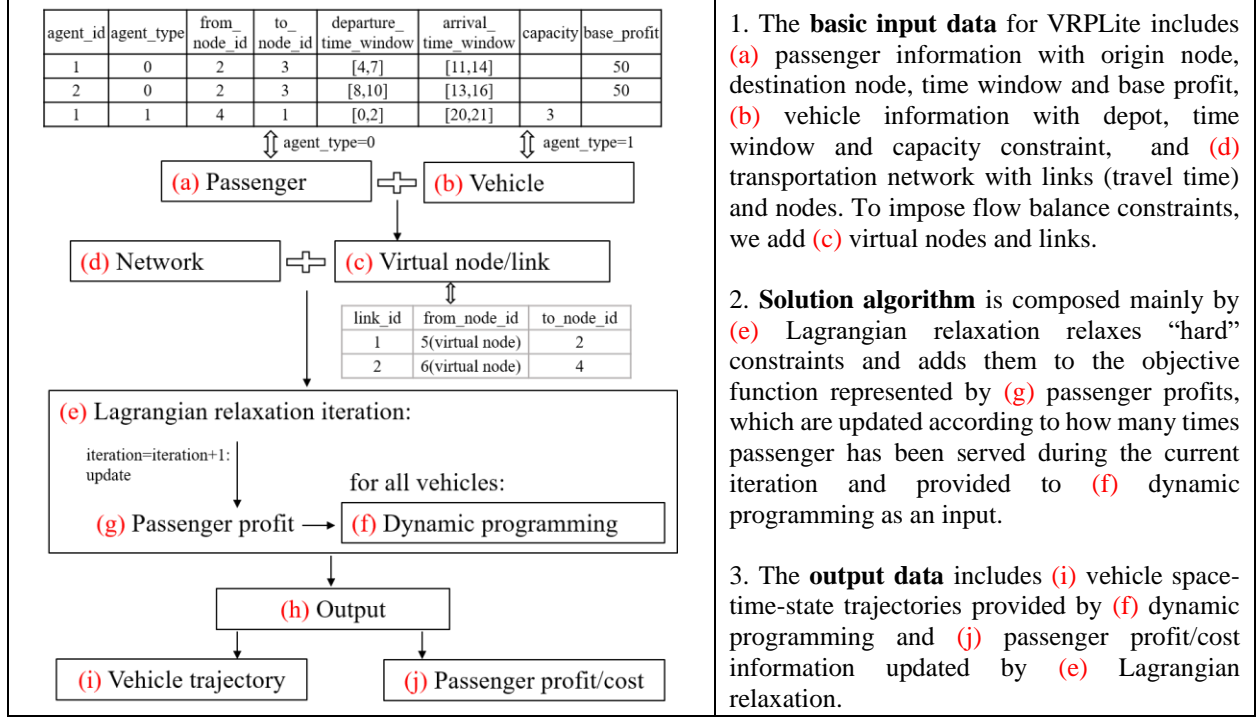 agent_id agent_type from_node_id to_node_id departure_time_window arrival_time_window capacity base_profit
1 0 2 3 [4,7] [11,14] 50
2 0 2 3 [8,10] [13,16] 50
1 1 4 1 [0,2] [20,21] 3
agent_type=0 agent_type=1
(a) Passenger (b) Vehicle
(d) Network (c) Virtual node/link
link_id from_node_id to_node_id
1 5(virtual node) 2
2 6(virtual node) 4
(e) Lagrangian relaxation iteration:
iteration=iteration+1:
update
for all vehicles:
(g) Passenger profit (f) Dynamic programming
(h) Output
(i) Vehicle trajectory (j) Passenger profit/cost
1. The basic input data for VRPLite includes
(a) passenger information with origin node,
destination node, time window and base profit,
(b) vehicle information with depot, time
window and capacity constraint, and (d)
transportation network with links (travel time)
and nodes. To impose flow balance constraints,
we add (c) virtual nodes and links.
2. Solution algorithm is composed mainly by
(e) Lagrangian relaxation relaxes “hard”
constraints and adds them to the objective
function represented by (g) passenger profits,
which are updated according to how many times
passenger has been served during the current
iteration and provided to (f) dynamic
programming as an input.
3. The output data includes (i) vehicle space-
time-state trajectories provided by (f) dynamic
programming and (j) passenger profit/cost
information updated by (e) Lagrangian
relaxation.